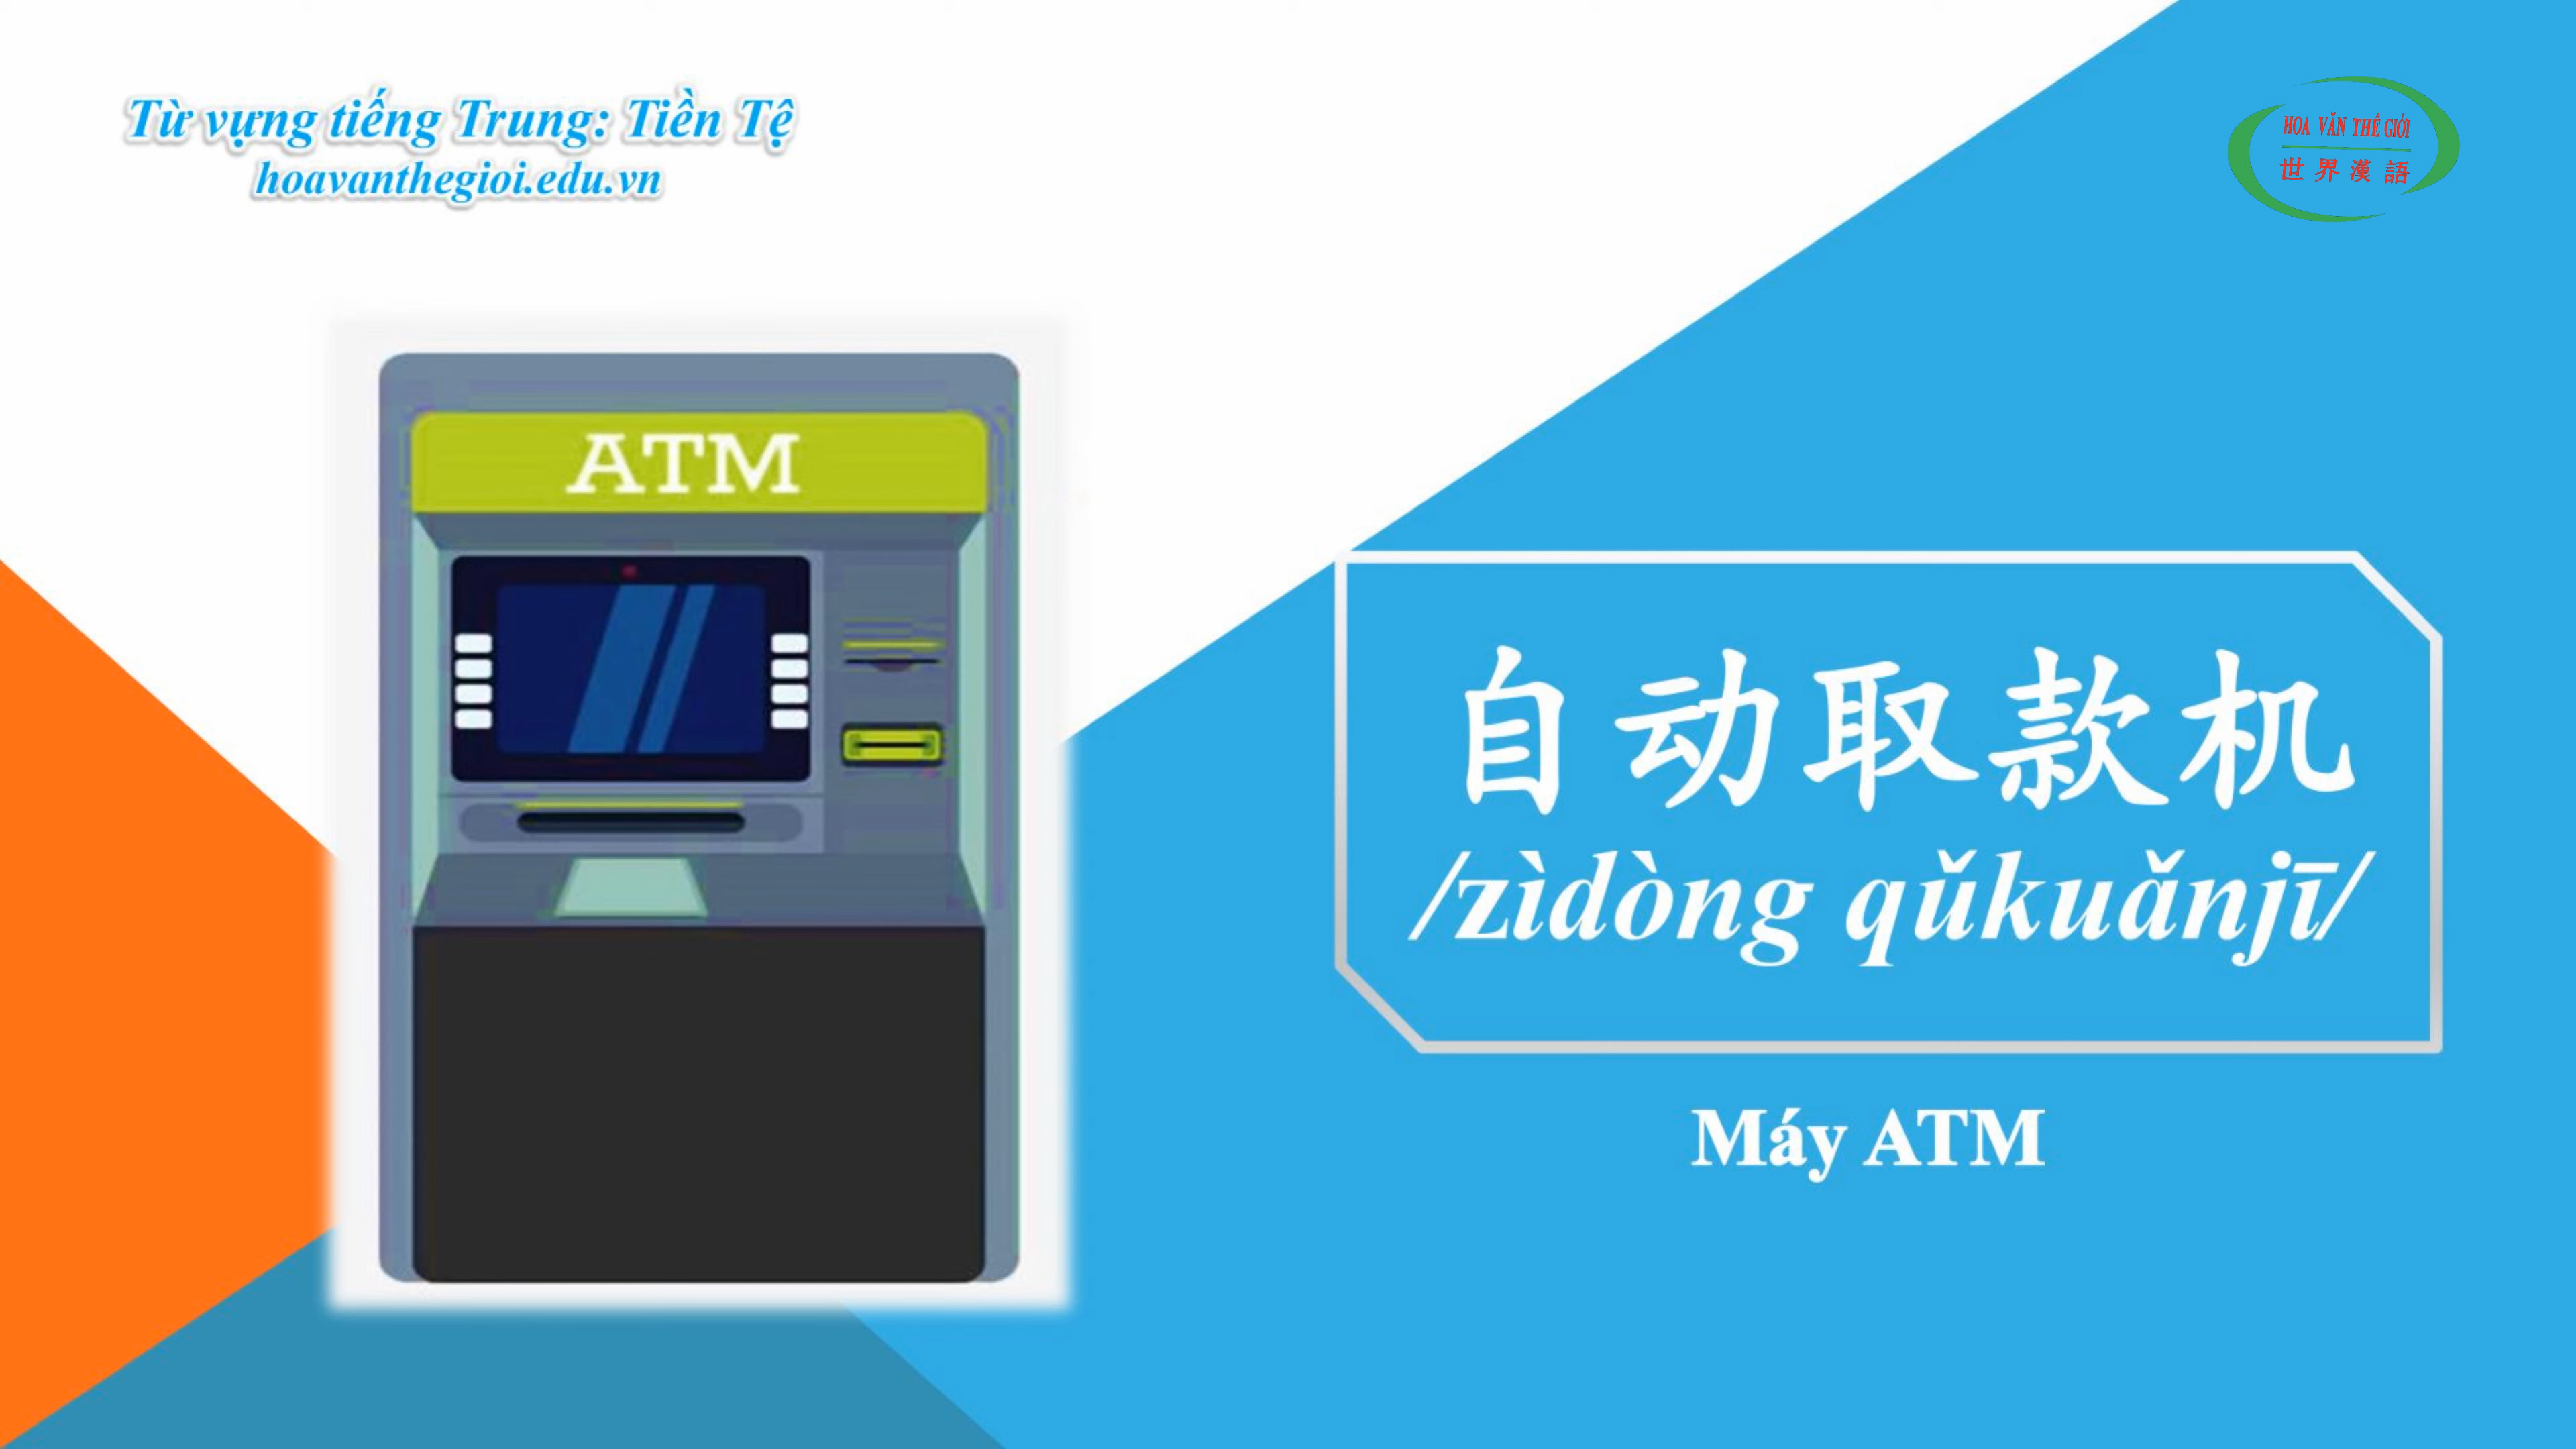 Từ vựng tiếng Trung: Tiền Tệ
hoavanthegioi.edu.vn
HOA VĂN THẾ GIỚI
世界漢語
ATM
自动取款机
/zìdòng qǔkuǎnjī/
Máy ATM